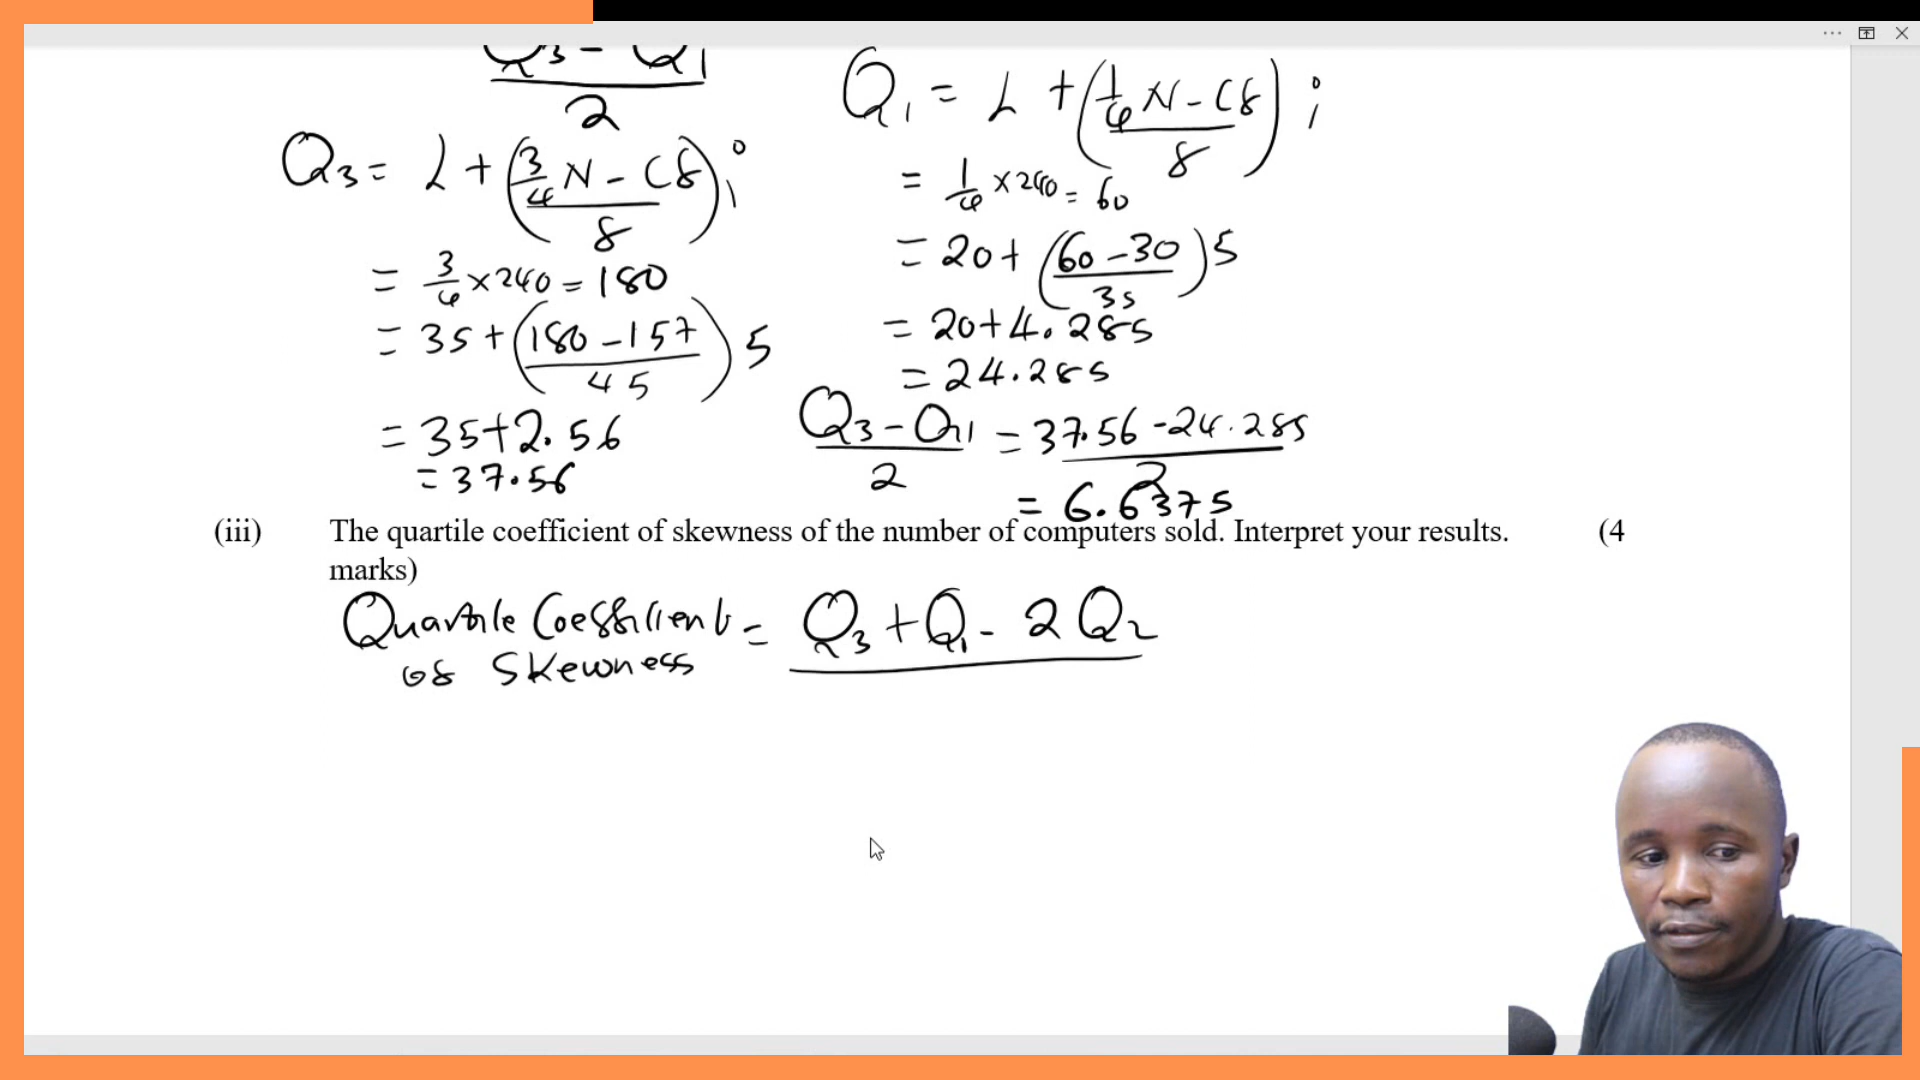 Q3 - Q1
2
Q3 = L + (3/4 N - Cf / f) i
= 3/4 × 240 = 180
= 35 + (180 - 157 / 45) 5
= 35 + 2.56
= 37.56
Q1 = L + (1/4 N - Cf / f) i
= 1/4 × 240 = 60
= 20 + (60 - 30 / 35) 5
= 20 + 4.285
= 24.285
Q3 - Q1 / 2 = 37.56 - 24.285 / 2
= 6.6375
(iii) The quartile coefficient of skewness of the number of computers sold. Interpret your results. (4
marks)
Quartile Coefficient = Q3 + Q1 - 2Q2
of Skewness